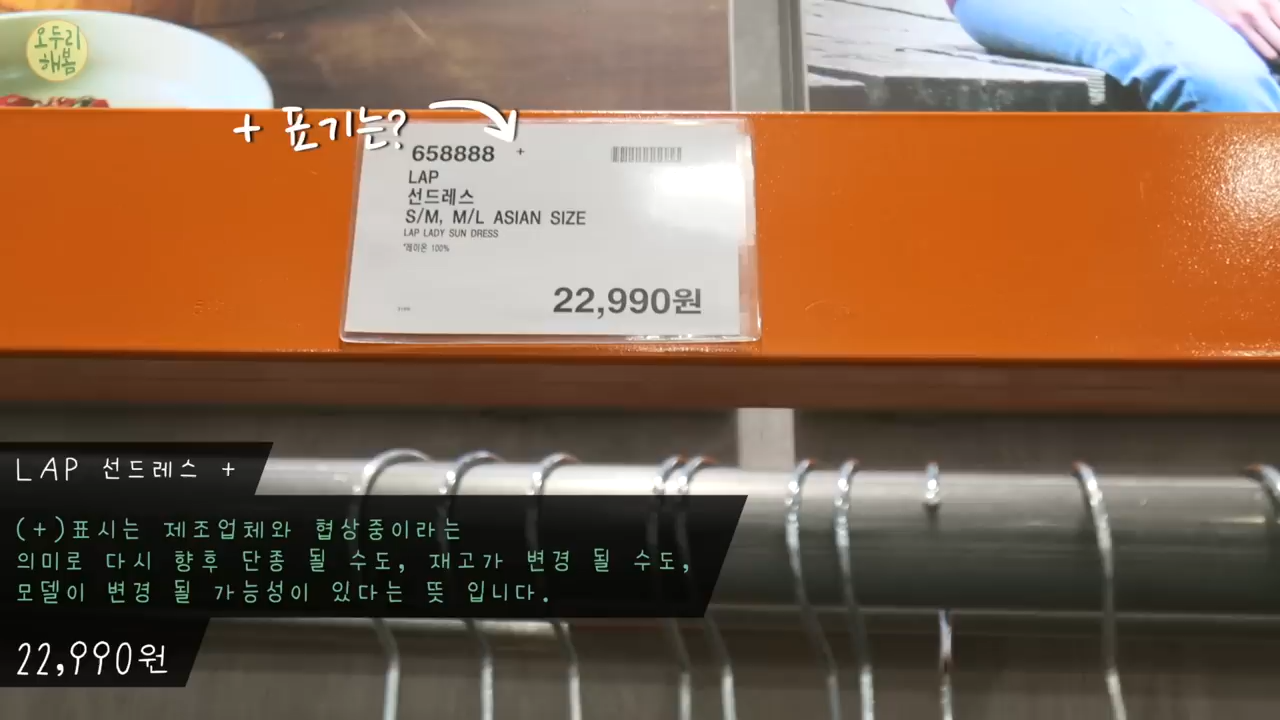 오두리
해봄
+ 표기는?
658888 +
LAP
선드레스
S/M, M/L ASIAN SIZE
LAP LADY SUN DRESS
*레이온 100%
22,990원
LAP 선드레스 +
(+)표시는 제조업체와 협상중이라는
의미로 다시 향후 단종 될 수도, 재고가 변경 될 수도,
모델이 변경 될 가능성이 있다는 뜻 입니다.
22,990원